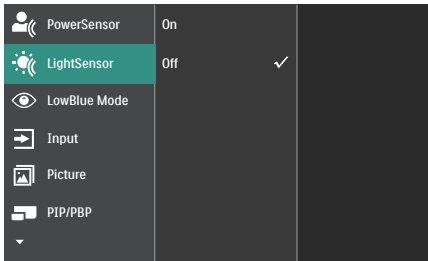 PowerSensor On
LightSensor Off
LowBlue Mode
Input
Picture
PIP/PBP